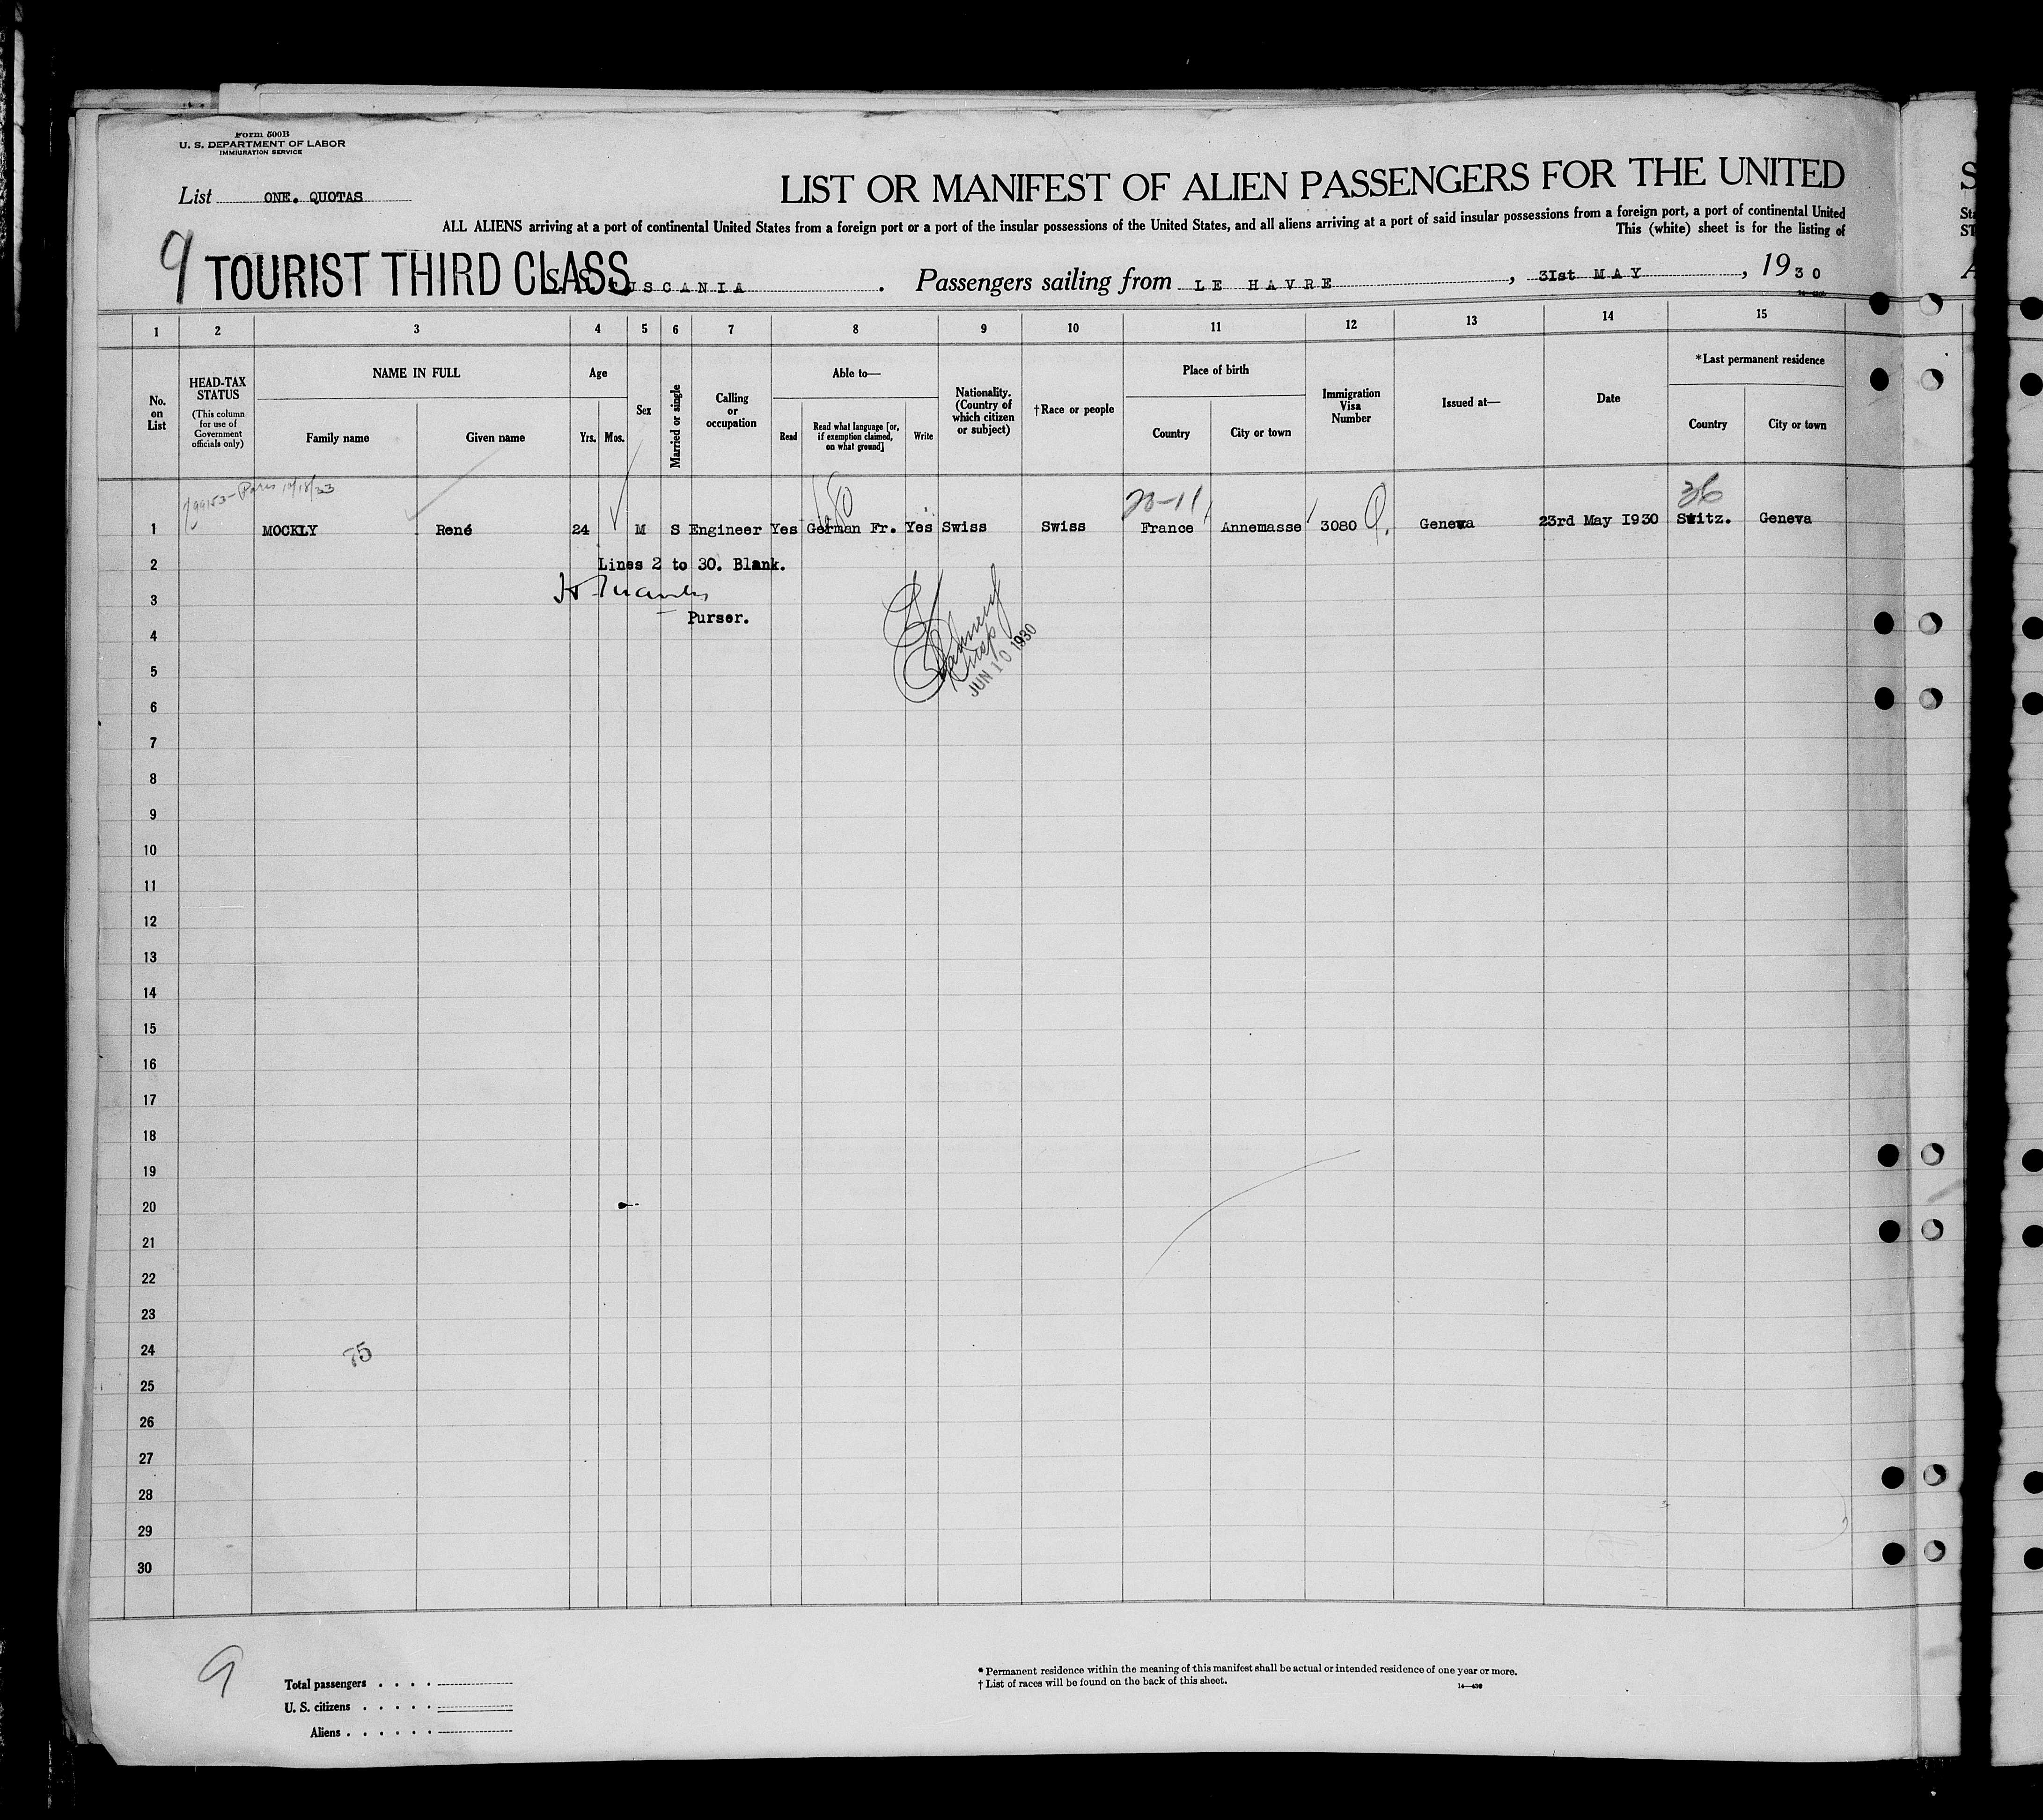 Form 500B
U. S. DEPARTMENT OF LABOR
IMMIGRATION SERVICE
List ONE. QUOTAS
LIST OR MANIFEST OF ALIEN PASSENGERS FOR THE UNITED
ALL ALIENS arriving at a port of continental United States from a foreign port or a port of the insular possessions of the United States, and all aliens arriving at a port of said insular possessions from a foreign port, a port of continental United
This (white) sheet is for the listing of
9 TOURIST THIRD CLASS
USCANIA . Passengers sailing from LE HAVRE , 3Ist MAY , 1930
1 2 3 4 5 6 7 8 9 10 11 12 13 14 15
No. on List
HEAD-TAX STATUS
(This column for use of Government officials only)
NAME IN FULL
Family name
Given name
Age
Yrs. Mos.
Sex
Married or single
Calling or occupation
Able to—
Read
Read what language [or, if exemption claimed, on what ground]
Write
Nationality. (Country of which citizen or subject)
†Race or people
Place of birth
Country
City or town
Immigration Visa Number
Issued at—
Date
*Last permanent residence
Country
City or town
Paris 10/18/33
36
1 MOCKLY René 24 M S Engineer Yes German Fr. Yes Swiss Swiss France Annemasse 3080 Q. Geneva 23rd May I930 Switz. Geneva
2 Lines 2 to 30. Blank.
3
Purser.
4
JUN 10 1930
5
6
7
8
9
10
11
12
13
14
15
16
17
18
19
20
21
22
23
24
75
25
26
27
28
29
30
9
Total passengers . . . .
U. S. citizens . . . . .
Aliens . . . . . .
* Permanent residence within the meaning of this manifest shall be actual or intended residence of one year or more.
† List of races will be found on the back of this sheet.
14—430